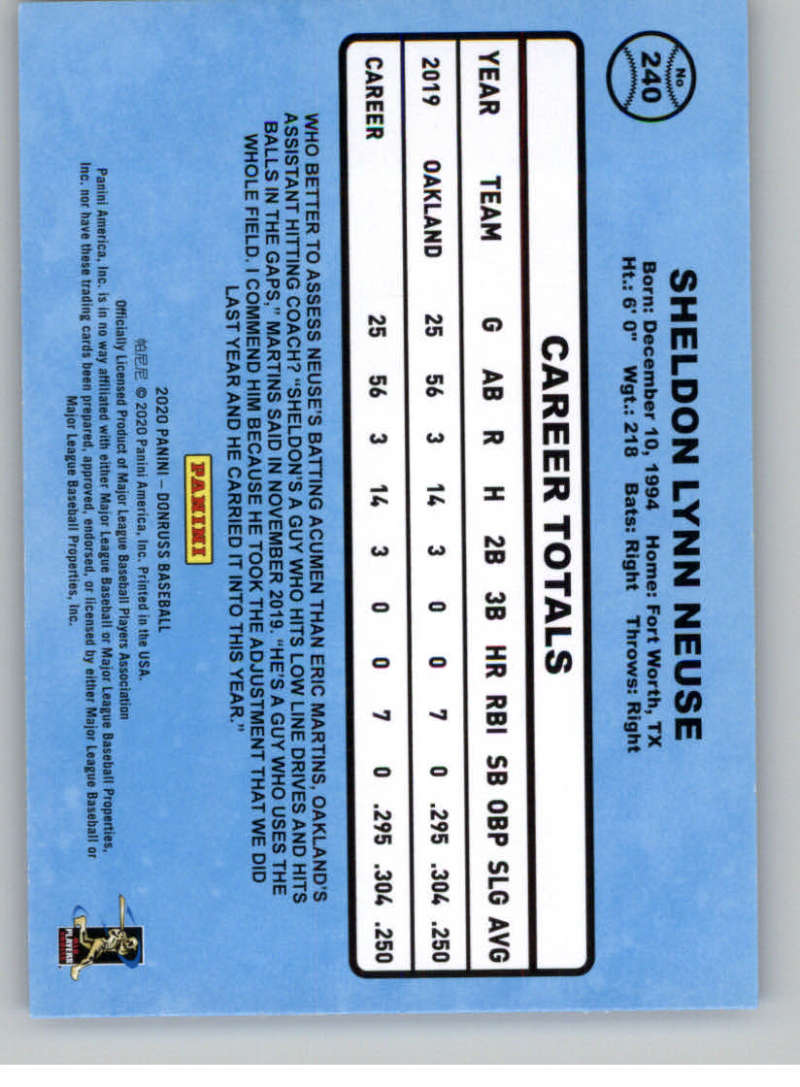 No
240
SHELDON LYNN NEUSE
Born: December 10, 1994 Home: Fort Worth, TX
Ht.: 6' 0" Wgt.: 218 Bats: Right Throws: Right
CAREER TOTALS
YEAR TEAM G AB R H 2B 3B HR RBI SB OBP SLG AVG
2019 OAKLAND 25 56 3 14 3 0 0 7 0 .295 .304 .250
CAREER 25 56 3 14 3 0 0 7 0 .295 .304 .250
WHO BETTER TO ASSESS NEUSE'S BATTING ACUMEN THAN ERIC MARTINS, OAKLAND'S
ASSISTANT HITTING COACH? "SHELDON'S A GUY WHO HITS LOW LINE DRIVES AND HITS
BALLS IN THE GAPS," MARTINS SAID IN NOVEMBER 2019. "HE'S A GUY WHO USES THE
WHOLE FIELD. I COMMEND HIM BECAUSE HE TOOK THE ADJUSTMENT THAT WE DID
LAST YEAR AND HE CARRIED IT INTO THIS YEAR."
PANINI
2020 PANINI – DONRUSS BASEBALL
帕尼尼 © 2020 Panini America, Inc. Printed in the USA.
Officially Licensed Product of Major League Baseball Players Association
Panini America, Inc. is in no way affiliated with either Major League Baseball or Major League Baseball Properties,
Inc. nor have these trading cards been prepared, approved, endorsed, or licensed by either Major League Baseball or
Major League Baseball Properties, Inc.
PLAYERS